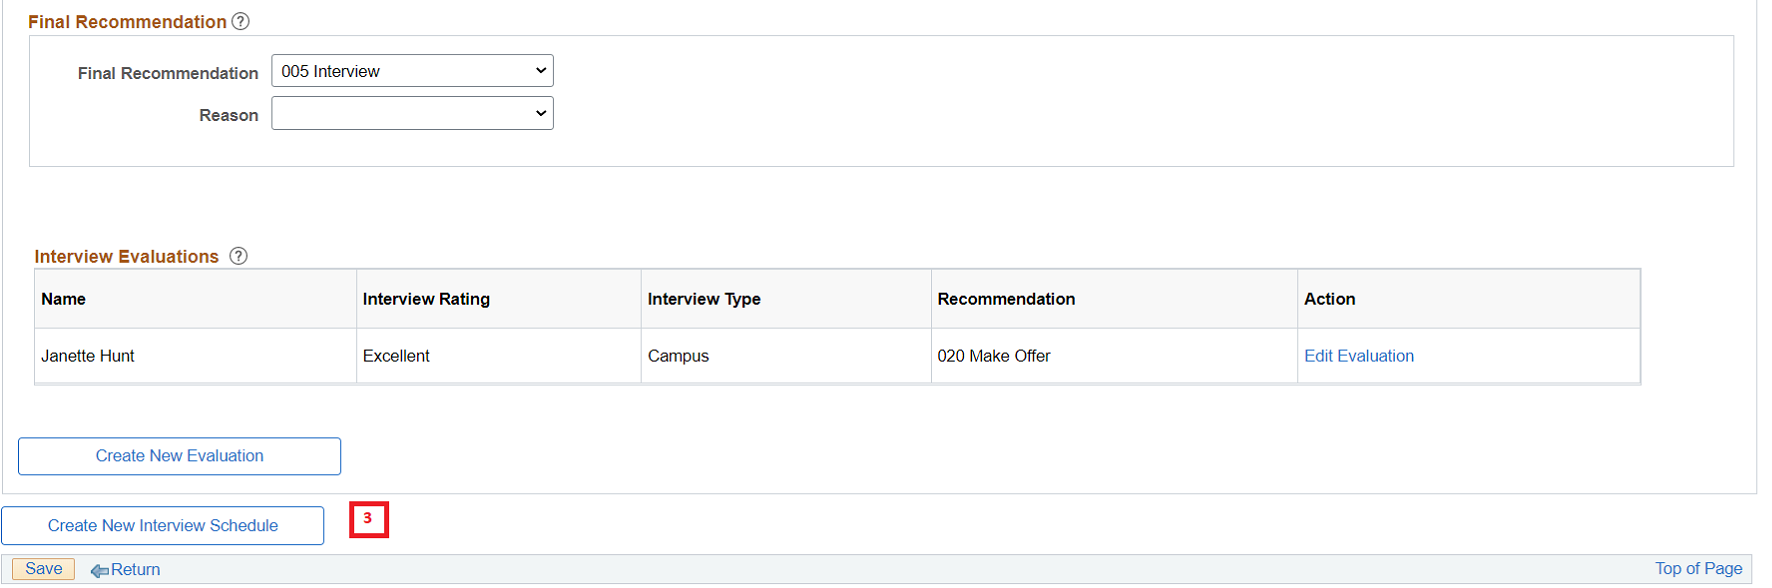 Final Recommendation ?
Final Recommendation 005 Interview
Reason
Interview Evaluations ?
Name Interview Rating Interview Type Recommendation Action
Janette Hunt Excellent Campus 020 Make Offer Edit Evaluation
Create New Evaluation
Create New Interview Schedule 3
Save Return Top of Page